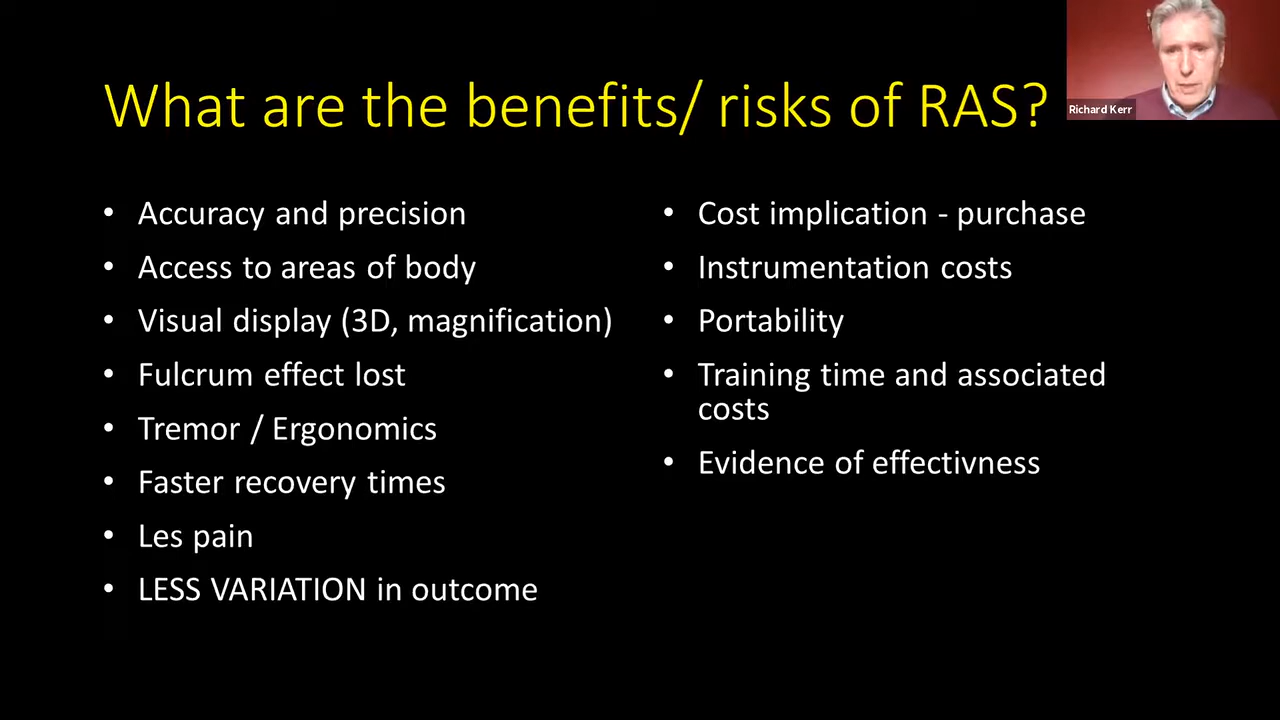 What are the benefits/ risks of RAS?
Richard Kerr
• Accuracy and precision
• Access to areas of body
• Visual display (3D, magnification)
• Fulcrum effect lost
• Tremor / Ergonomics
• Faster recovery times
• Les pain
• LESS VARIATION in outcome
• Cost implication - purchase
• Instrumentation costs
• Portability
• Training time and associated
costs
• Evidence of effectivness